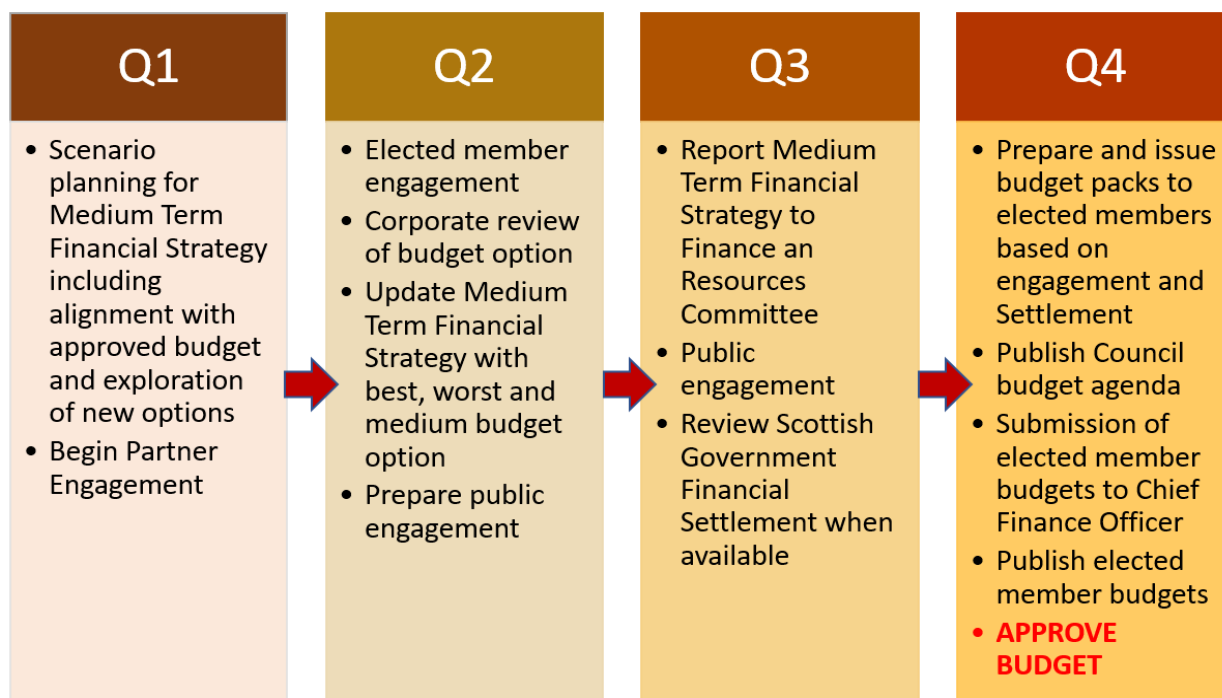 Q1
• Scenario
planning for
Medium Term
Financial Strategy
including
alignment with
approved budget
and exploration
of new options
• Begin Partner
Engagement
Q2
• Elected member
engagement
• Corporate review
of budget option
• Update Medium
Term Financial
Strategy with
best, worst and
medium budget
option
• Prepare public
engagement
Q3
• Report Medium
Term Financial
Strategy to
Finance an
Resources
Committee
• Public
engagement
• Review Scottish
Government
Financial
Settlement when
available
Q4
• Prepare and issue
budget packs to
elected members
based on
engagement and
Settlement
• Publish Council
budget agenda
• Submission of
elected member
budgets to Chief
Finance Officer
• Publish elected
member budgets
• APPROVE
BUDGET